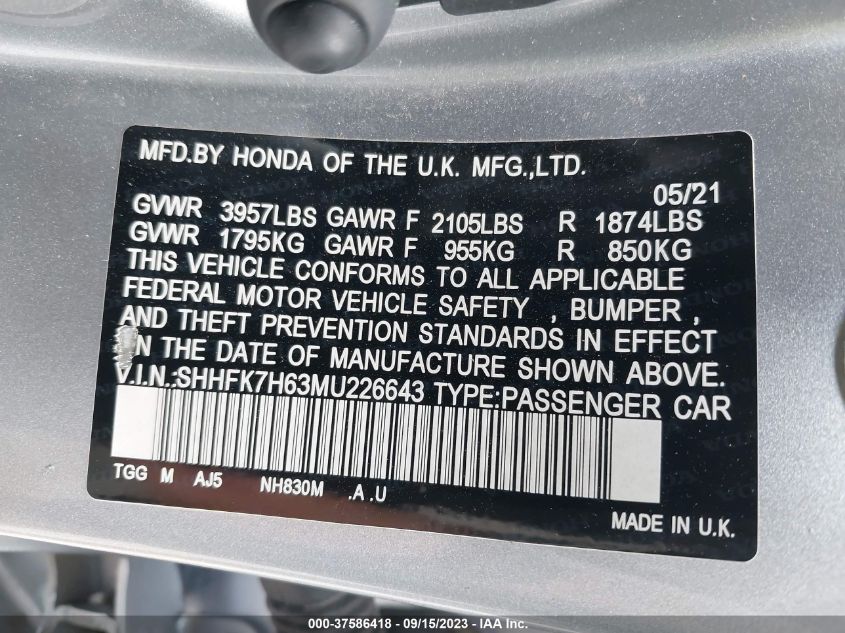 MFD.BY HONDA OF THE U.K. MFG.,LTD.
05/21
GVWR 3957LBS GAWR F 2105LBS R 1874LBS
GVWR 1795KG GAWR F 955KG R 850KG
THIS VEHICLE CONFORMS TO ALL APPLICABLE
FEDERAL MOTOR VEHICLE SAFETY , BUMPER ,
AND THEFT PREVENTION STANDARDS IN EFFECT
ON THE DATE OF MANUFACTURE SHOWN ABOVE.
V.I.N.:SHHFK7H63MU226643 TYPE:PASSENGER CAR
TGG M AJ5 NH830M .A .U
MADE IN U.K.
000-37586418 - 09/15/2023 - IAA Inc.